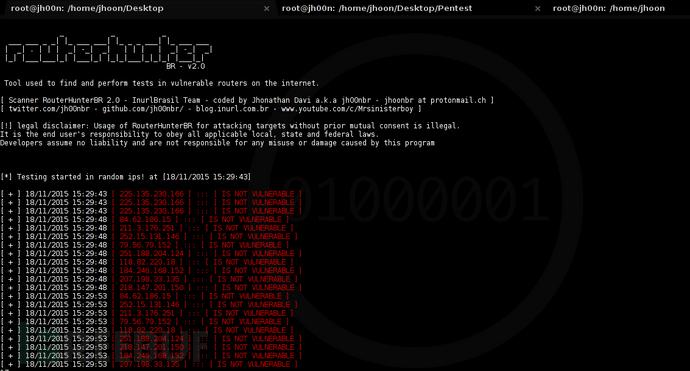 root@jh00n: /home/jhoon/Desktop × root@jh00n: /home/jhoon/Desktop/Pentest × root@jh00n: /home/jhoon
routerhunter
BR - v2.0
Tool used to find and perform tests in vulnerable routers on the internet.
[ Scanner RouterHunterBR 2.0 - InurlBrasil Team - coded by Jhonathan Davi a.k.a jh00nbr - jhoonbr at protonmail.ch ]
[ twitter.com/jh00nbr - github.com/jh00nbr/ - blog.inurl.com.br - www.youtube.com/c/Mrsinisterboy ]
[!] legal disclaimer: Usage of RouterHunterBR for attacking targets without prior mutual consent is illegal.
It is the end user's responsibility to obey all applicable local, state and federal laws.
Developers assume no liability and are not responsible for any misuse or damage caused by this program
[*] Testing started in random ips! at [18/11/2015 15:29:43]
[ + ] 18/11/2015 15:29:43 [ 225.135.230.166 ] ::: [ IS NOT VULNERABLE ]
[ + ] 18/11/2015 15:29:43 [ 225.135.230.166 ] ::: [ IS NOT VULNERABLE ]
[ + ] 18/11/2015 15:29:43 [ 225.135.230.166 ] ::: [ IS NOT VULNERABLE ]
[ + ] 18/11/2015 15:29:48 [ 84.62.186.15 ] ::: [ IS NOT VULNERABLE ]
[ + ] 18/11/2015 15:29:48 [ 211.3.176.251 ] ::: [ IS NOT VULNERABLE ]
[ + ] 18/11/2015 15:29:48 [ 252.15.131.146 ] ::: [ IS NOT VULNERABLE ]
[ + ] 18/11/2015 15:29:48 [ 79.56.79.152 ] ::: [ IS NOT VULNERABLE ]
[ + ] 18/11/2015 15:29:48 [ 251.189.204.124 ] ::: [ IS NOT VULNERABLE ]
[ + ] 18/11/2015 15:29:48 [ 118.82.220.18 ] ::: [ IS NOT VULNERABLE ]
[ + ] 18/11/2015 15:29:48 [ 184.246.168.152 ] ::: [ IS NOT VULNERABLE ]
[ + ] 18/11/2015 15:29:48 [ 207.198.33.135 ] ::: [ IS NOT VULNERABLE ]
[ + ] 18/11/2015 15:29:48 [ 218.147.201.150 ] ::: [ IS NOT VULNERABLE ]
[ + ] 18/11/2015 15:29:53 [ 84.62.186.15 ] ::: [ IS NOT VULNERABLE ]
[ + ] 18/11/2015 15:29:53 [ 252.15.131.146 ] ::: [ IS NOT VULNERABLE ]
[ + ] 18/11/2015 15:29:53 [ 211.3.176.251 ] ::: [ IS NOT VULNERABLE ]
[ + ] 18/11/2015 15:29:53 [ 79.56.79.152 ] ::: [ IS NOT VULNERABLE ]
[ + ] 18/11/2015 15:29:53 [ 118.82.220.18 ] ::: [ IS NOT VULNERABLE ]
[ + ] 18/11/2015 15:29:53 [ 251.189.204.124 ] ::: [ IS NOT VULNERABLE ]
[ + ] 18/11/2015 15:29:53 [ 218.147.201.150 ] ::: [ IS NOT VULNERABLE ]
[ + ] 18/11/2015 15:29:53 [ 184.246.168.152 ] ::: [ IS NOT VULNERABLE ]
[ + ] 18/11/2015 15:29:53 [ 207.198.33.135 ] ::: [ IS NOT VULNERABLE ]
01000001